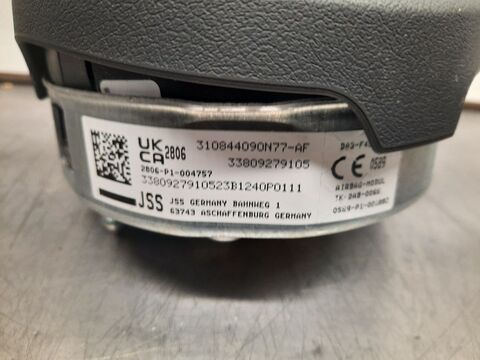 UK CA 2806
310844090N77-AF
33809279105
2806-P1-004757
3380927910523B1240P0111
JSS JSS GERMANY BAHNWEG 1
63743 ASCHAFFENBURG GERMANY
CE 0589
AIRBAG-MODUL